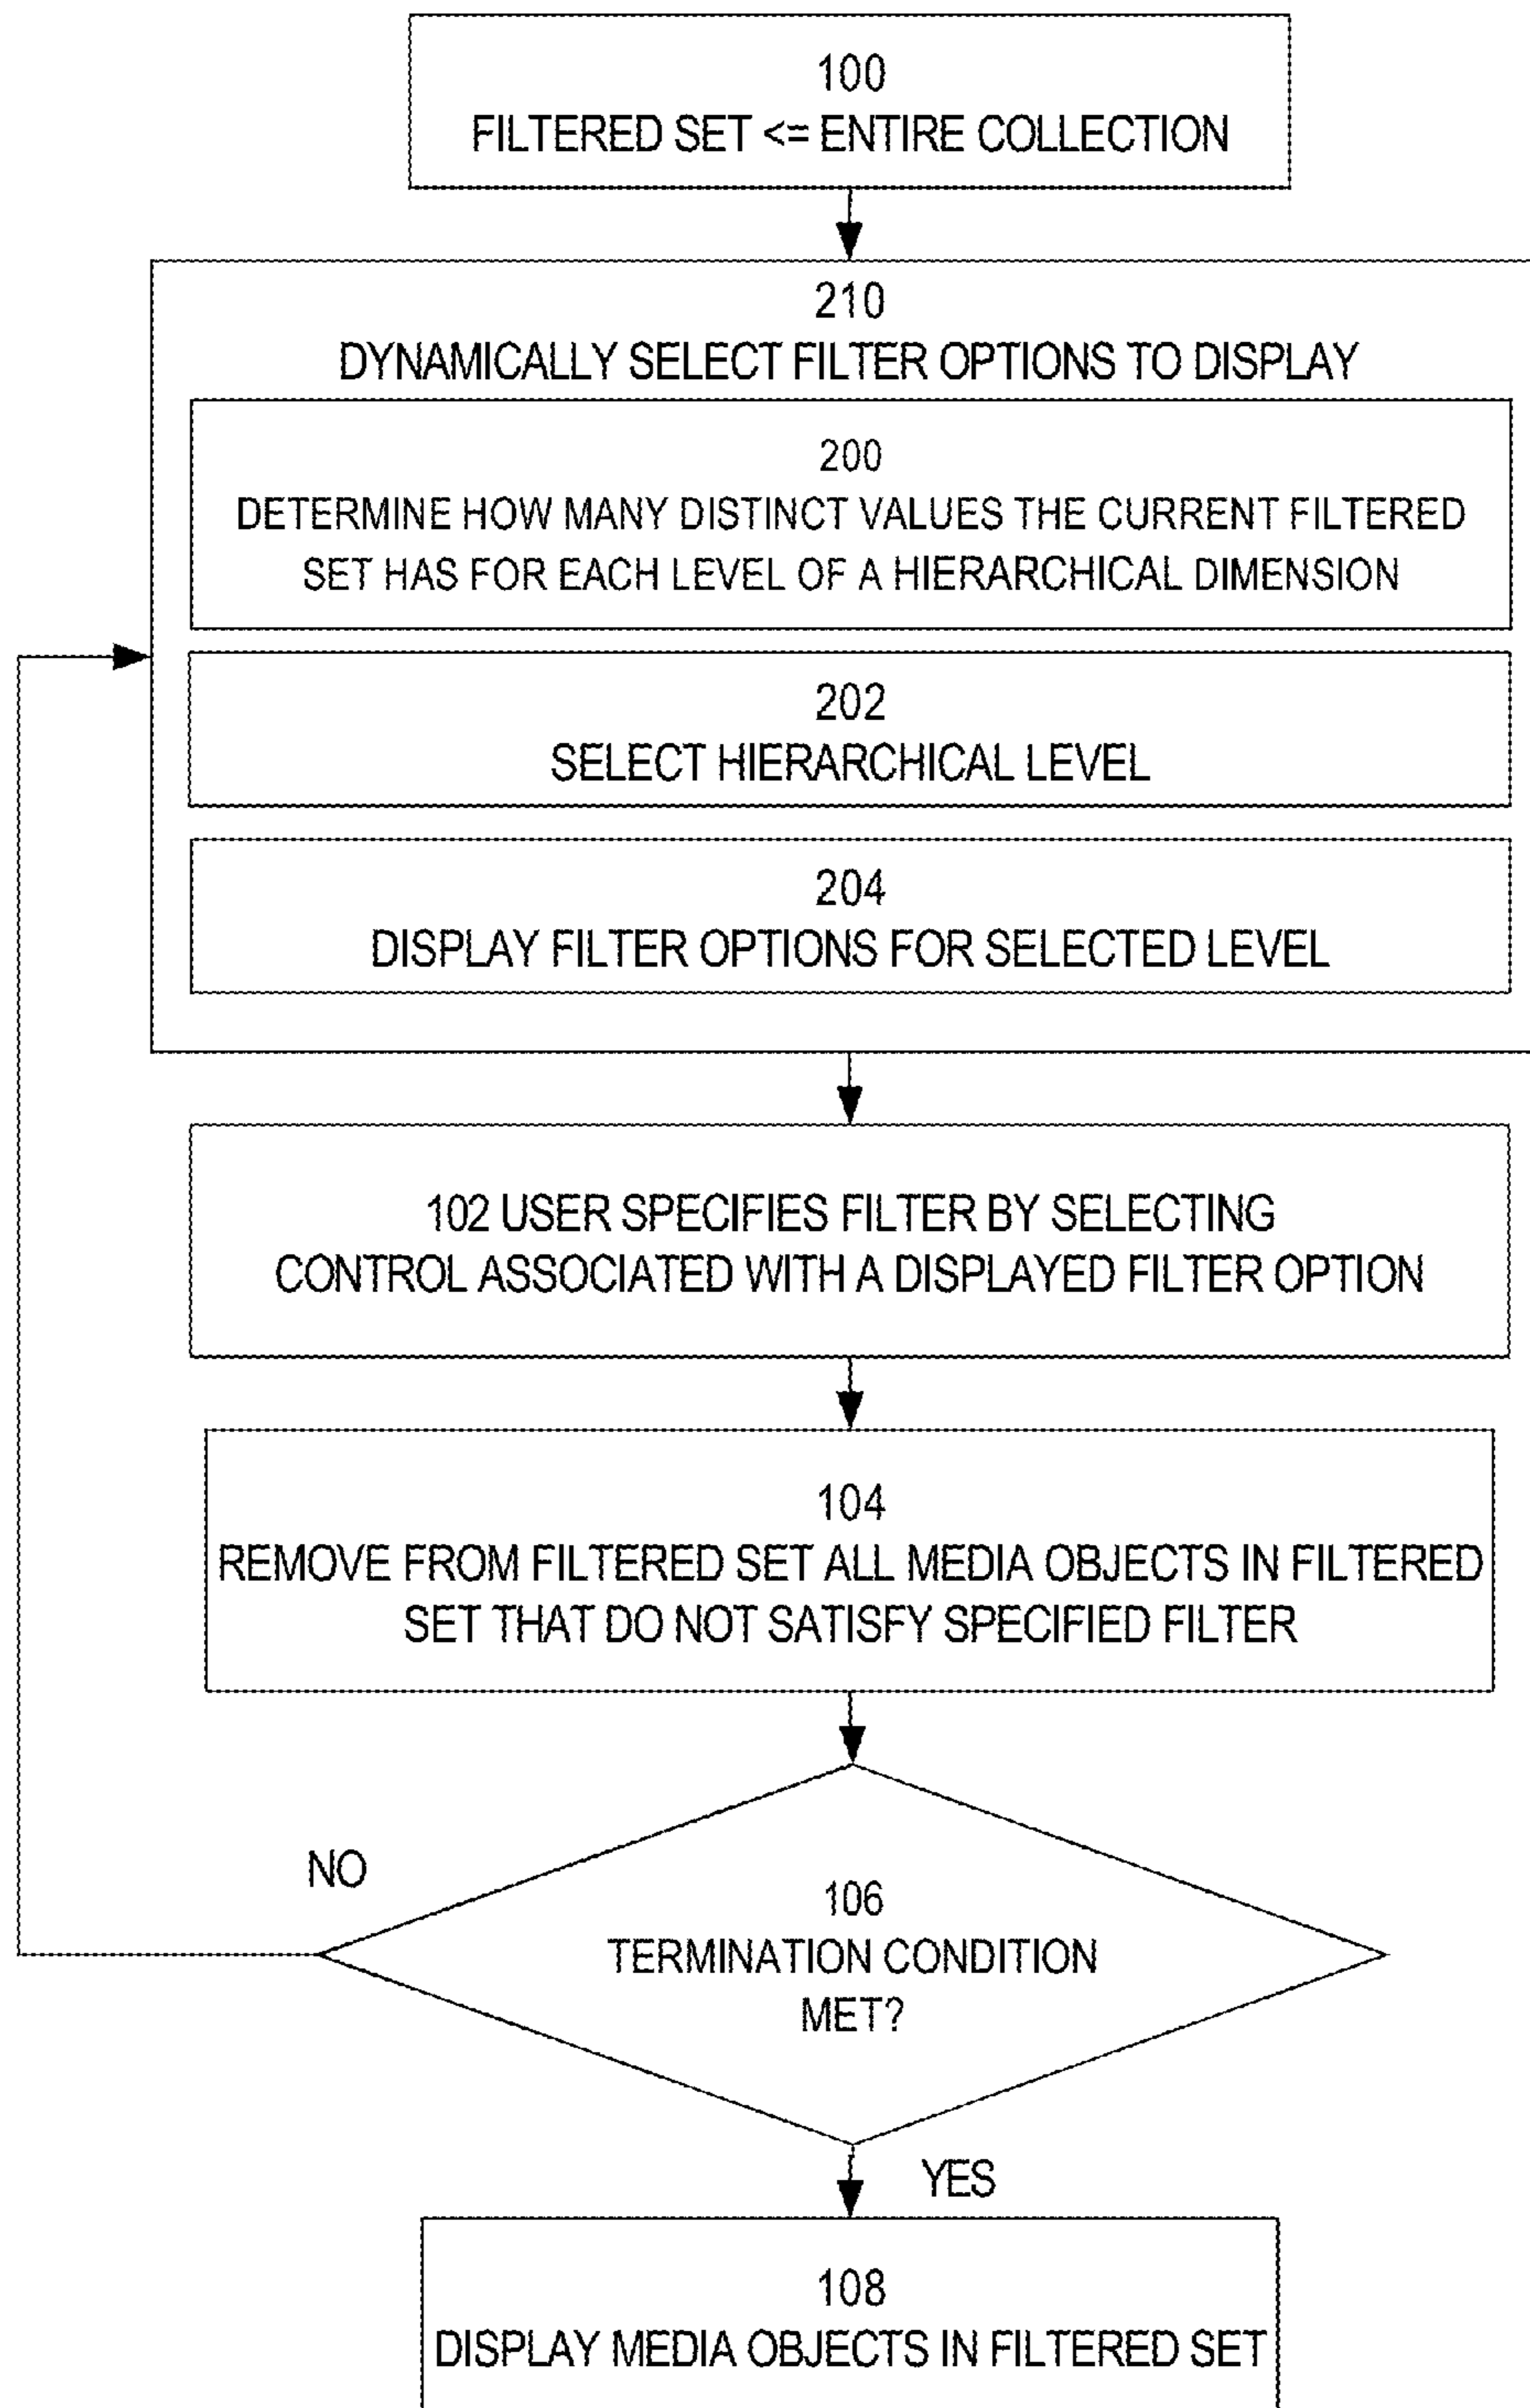 100
FILTERED SET <= ENTIRE COLLECTION
210
DYNAMICALLY SELECT FILTER OPTIONS TO DISPLAY
200
DETERMINE HOW MANY DISTINCT VALUES THE CURRENT FILTERED
SET HAS FOR EACH LEVEL OF A HIERARCHICAL DIMENSION
202
SELECT HIERARCHICAL LEVEL
204
DISPLAY FILTER OPTIONS FOR SELECTED LEVEL
102 USER SPECIFIES FILTER BY SELECTING
CONTROL ASSOCIATED WITH A DISPLAYED FILTER OPTION
104
REMOVE FROM FILTERED SET ALL MEDIA OBJECTS IN FILTERED
SET THAT DO NOT SATISFY SPECIFIED FILTER
NO
106
TERMINATION CONDITION
MET?
YES
108
DISPLAY MEDIA OBJECTS IN FILTERED SET